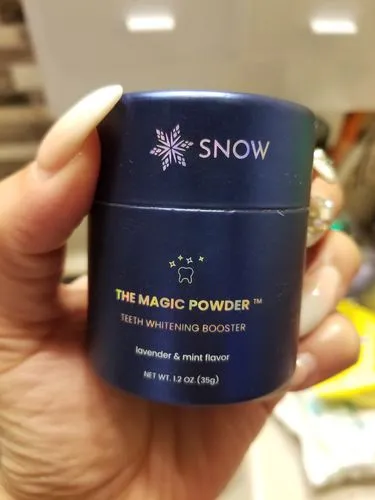 SNOW
THE MAGIC POWDER ™
TEETH WHITENING BOOSTER
lavender & mint flavor
NET WT. 1.2 OZ.(35g)